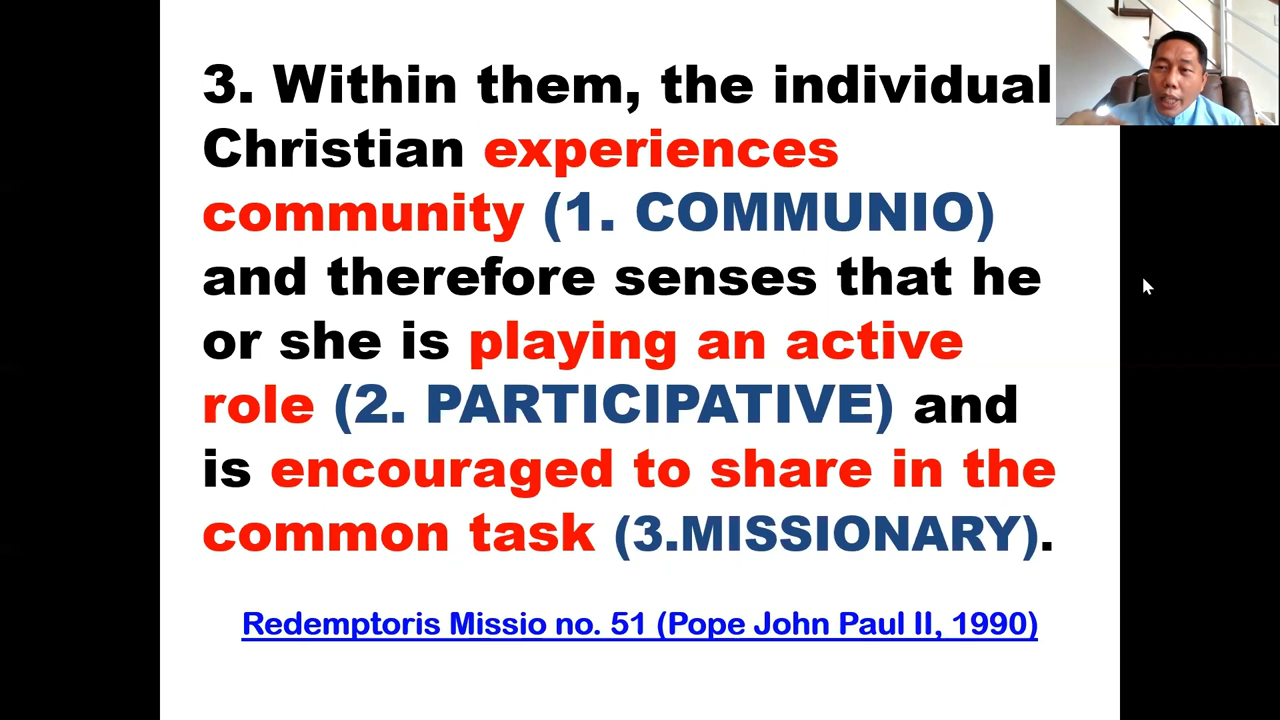 3. Within them, the individual
Christian experiences
community (1. COMMUNIO)
and therefore senses that he
or she is playing an active
role (2. PARTICIPATIVE) and
is encouraged to share in the
common task (3.MISSIONARY).
Redemptoris Missio no. 51 (Pope John Paul II, 1990)